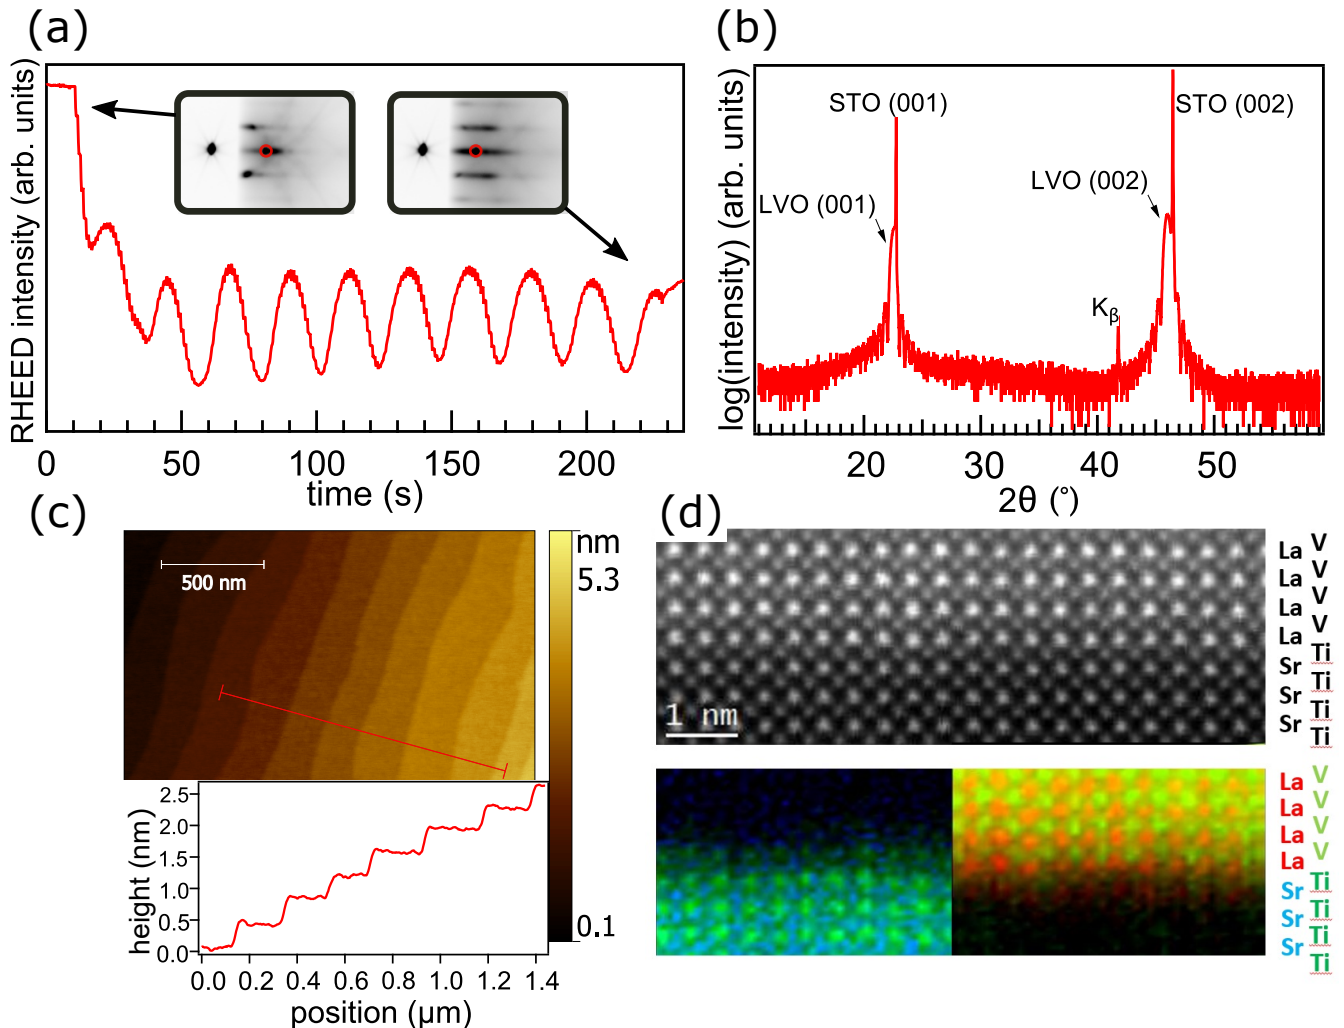 (a)
RHEED intensity (arb. units)
0 50 100 150 200
time (s)
(b)
log(intensity) (arb. units)
STO (001)
STO (002)
LVO (001)
LVO (002)
Kβ
20 30 40 50
2θ (°)
(c)
500 nm
nm
5.3
0.1
height (nm)
2.5
2.0
1.5
1.0
0.5
0.0
0.0 0.2 0.4 0.6 0.8 1.0 1.2 1.4
position (µm)
(d)
1 nm
V
La
V
La
V
La
V
La
Ti
Sr
Ti
Sr
Ti
Sr
Ti
V
La
V
La
V
La
V
La
Ti
Sr
Ti
Sr
Ti
Sr
Ti